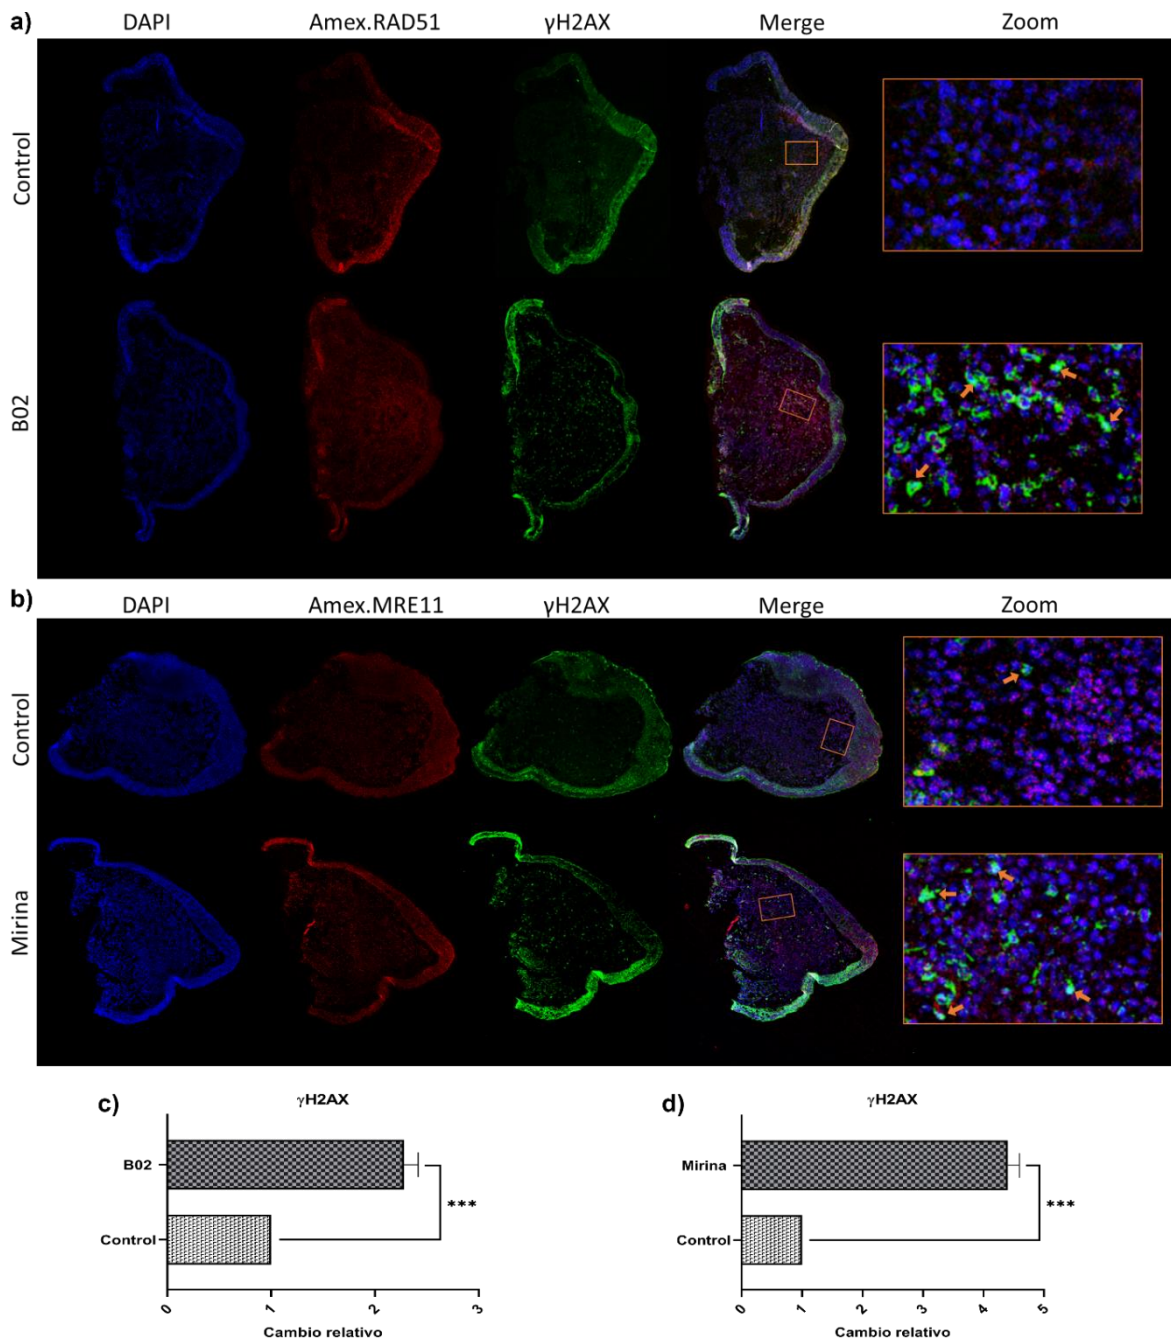 a)
DAPI Amex.RAD51 γH2AX Merge Zoom
Control
B02
b)
DAPI Amex.MRE11 γH2AX Merge Zoom
Control
Mirina
c)
γH2AX
B02
***
Control
0 1 2 3
Cambio relativo
d)
γH2AX
Mirina
***
Control
0 1 2 3 4 5
Cambio relativo